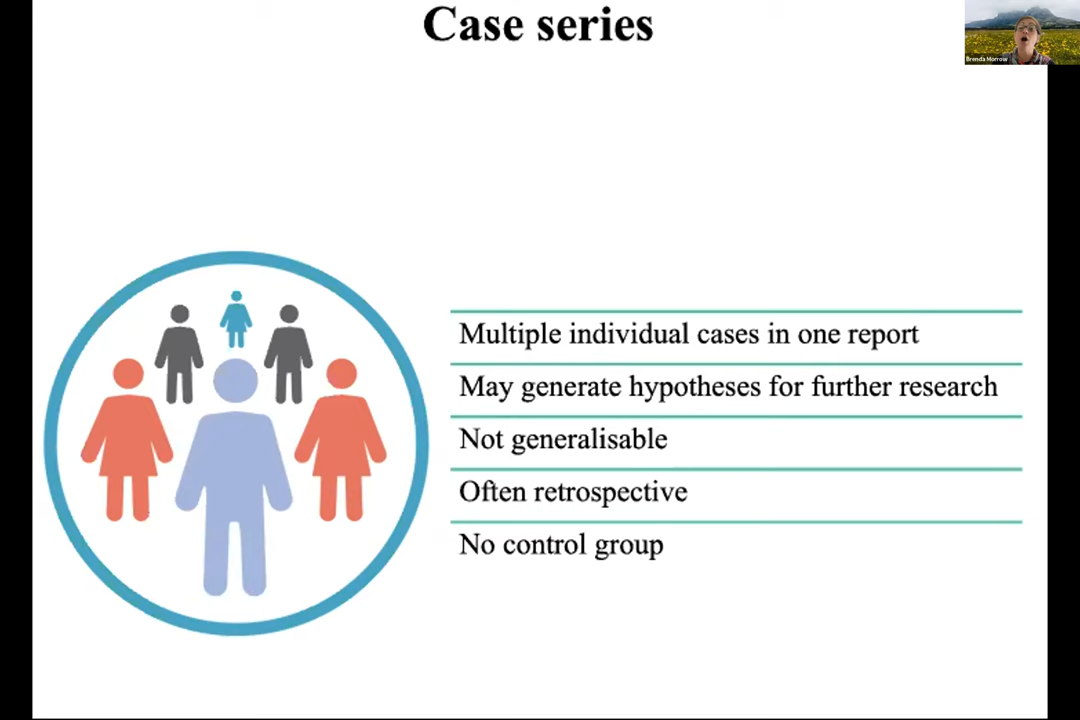 Case series
Brenda Morrow
Multiple individual cases in one report
May generate hypotheses for further research
Not generalisable
Often retrospective
No control group